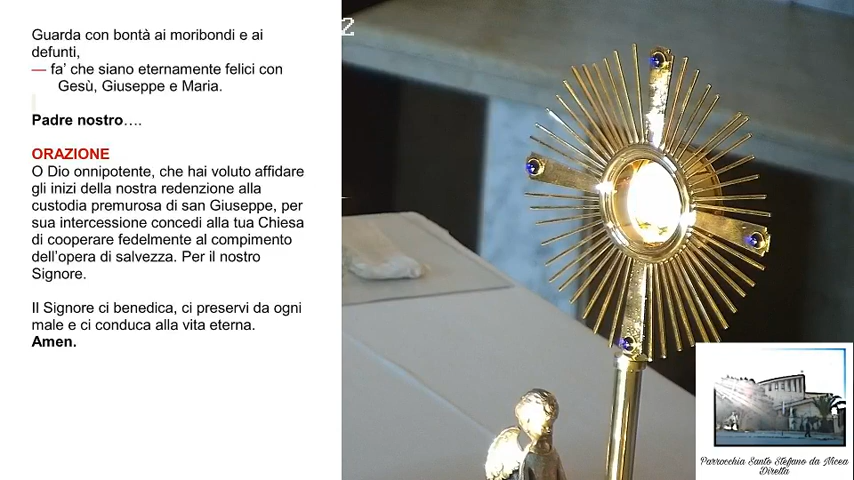 Guarda con bontà ai moribondi e ai
defunti,
— fa’ che siano eternamente felici con
Gesù, Giuseppe e Maria.
Padre nostro….
ORAZIONE
O Dio onnipotente, che hai voluto affidare
gli inizi della nostra redenzione alla
custodia premurosa di san Giuseppe, per
sua intercessione concedi alla tua Chiesa
di cooperare fedelmente al compimento
dell’opera di salvezza. Per il nostro
Signore.
Il Signore ci benedica, ci preservi da ogni
male e ci conduca alla vita eterna.
Amen.
2
Parrocchia Santo Stefano da Nicea
Diretta